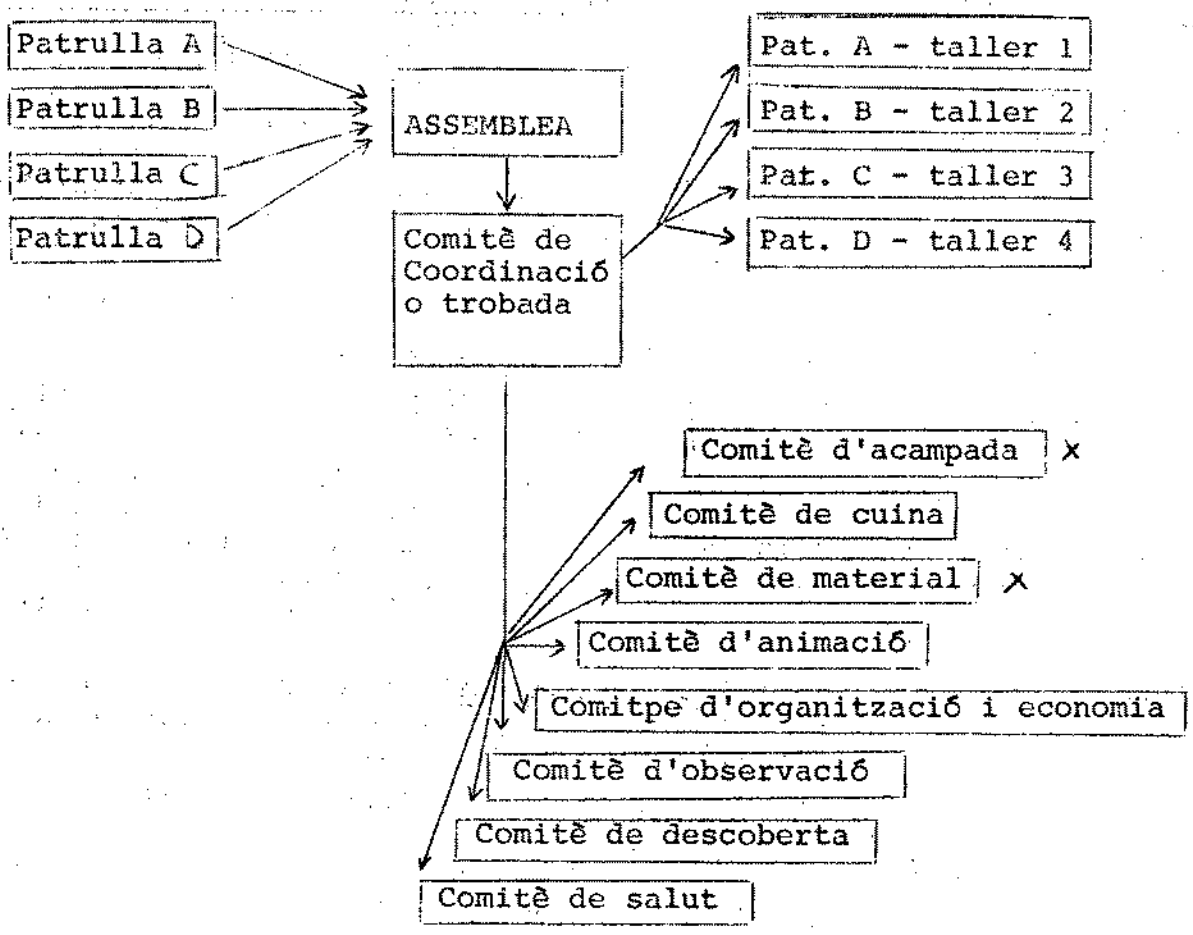 Patrulla A
Patrulla B
Patrulla C
Patrulla D
ASSEMBLEA
Comitè de
Coordinació
o trobada
Pat. A - taller 1
Pat. B - taller 2
Pat. C - taller 3
Pat. D - taller 4
Comitè d'acampada x
Comitè de cuina
Comitè de material x
Comitè d'animació
Comitpe d'organització i economia
Comitè d'observació
Comitè de descoberta
Comitè de salut